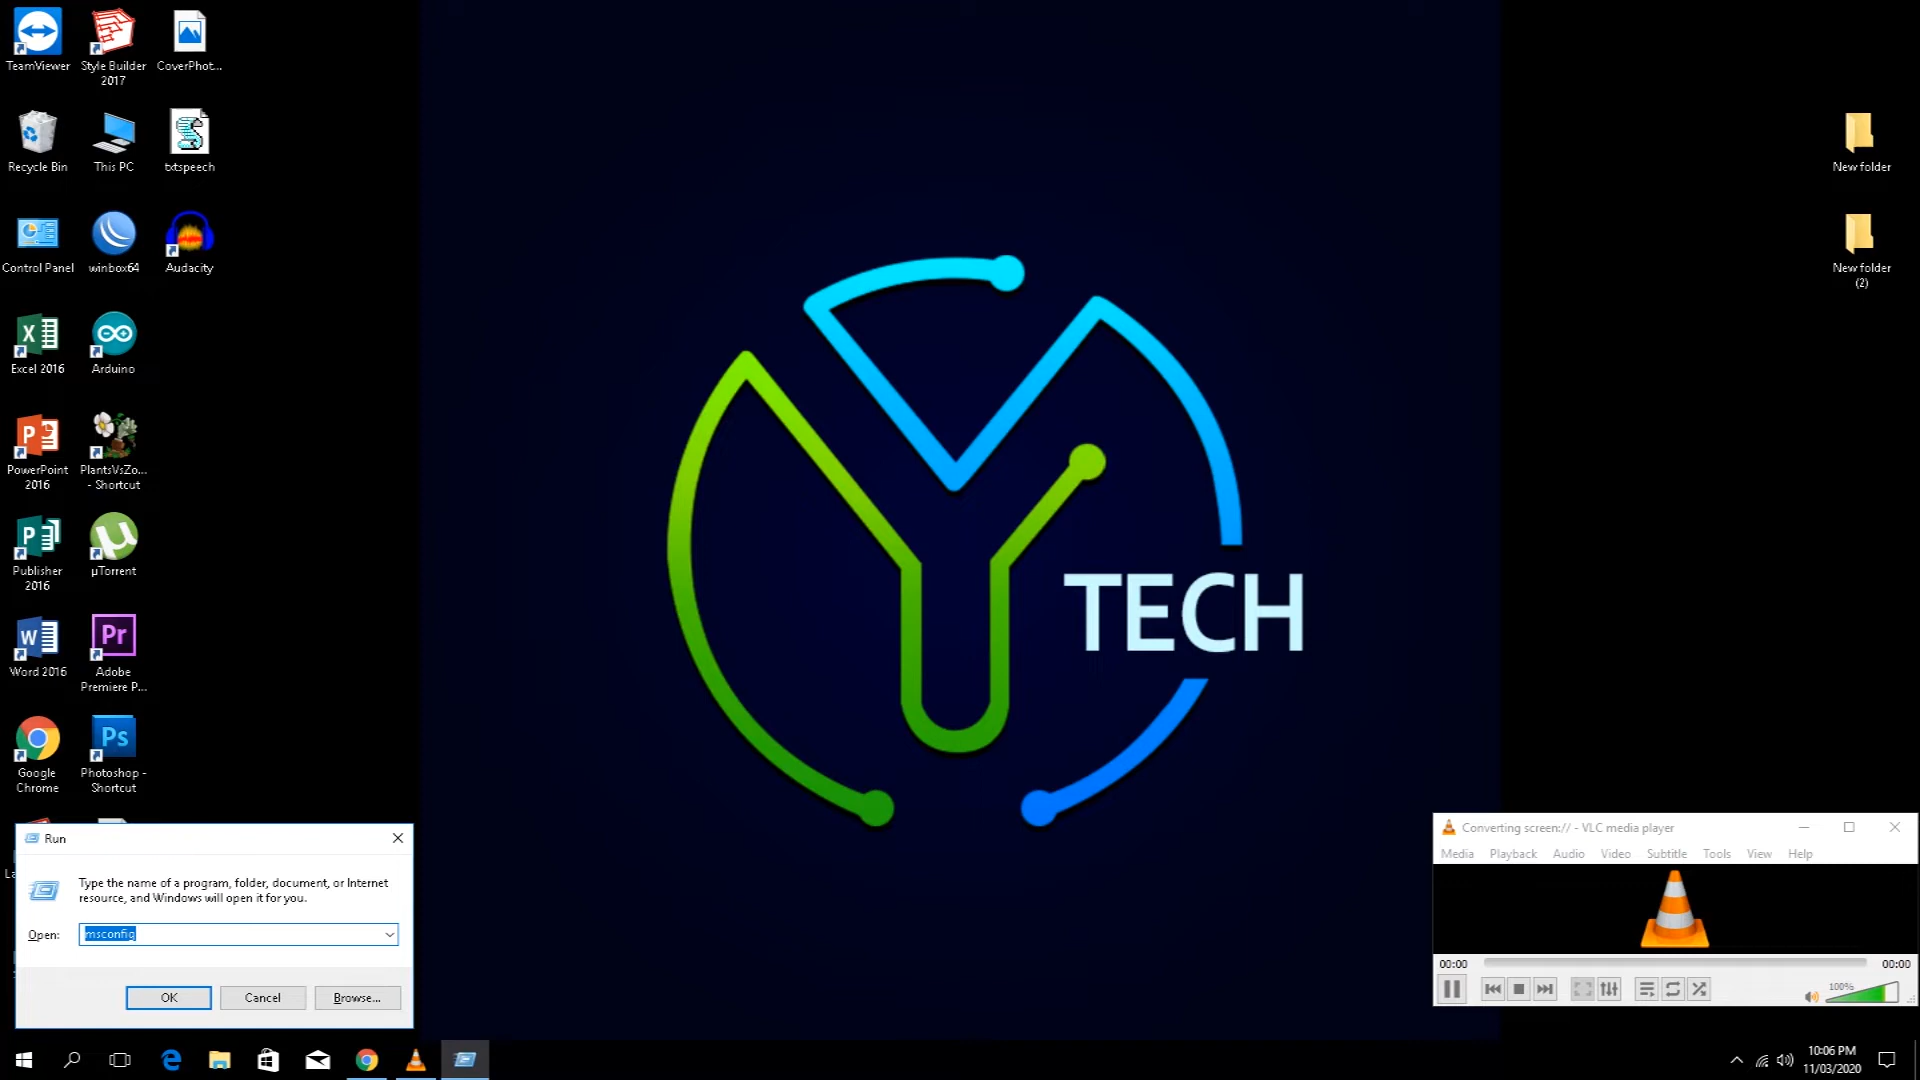 TeamViewer
Style Builder
2017
CoverPhot...
Recycle Bin
This PC
txtspeech
Control Panel
winbox64
Audacity
Excel 2016
Arduino
PowerPoint
2016
PlantsVsZo...
- Shortcut
Publisher
2016
µTorrent
Word 2016
Adobe
Premiere P...
Google
Chrome
Photoshop -
Shortcut
New folder
New folder
(2)
TECH
Run
Type the name of a program, folder, document, or Internet
resource, and Windows will open it for you.
Open:
msconfig
OK
Cancel
Browse...
Converting screen:// - VLC media player
Media Playback Audio Video Subtitle Tools View Help
00:00
00:00
100%
10:06 PM
11/03/2020